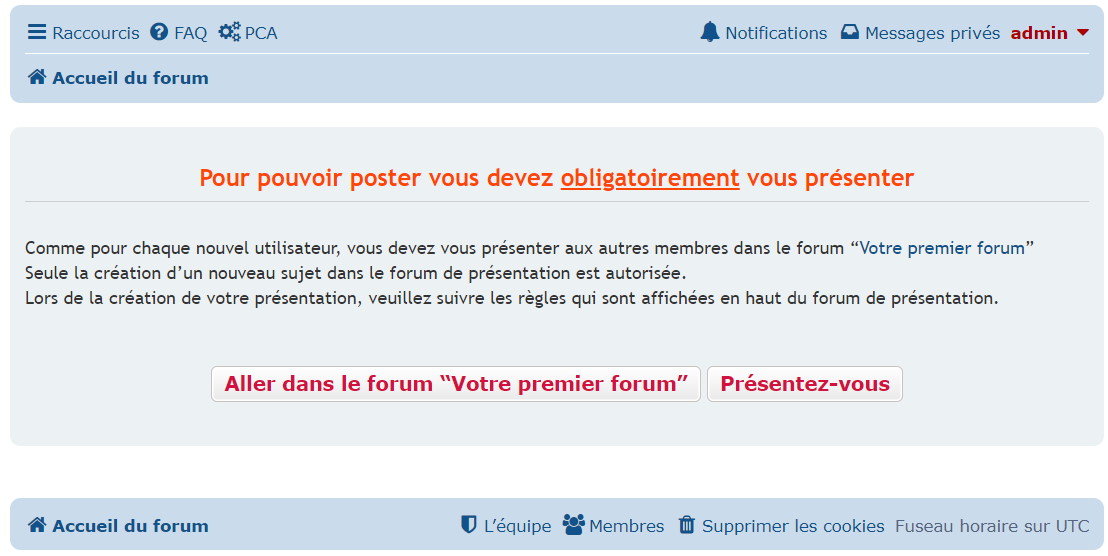 Raccourcis FAQ PCA Notifications Messages privés admin
Accueil du forum
Pour pouvoir poster vous devez obligatoirement vous présenter
Comme pour chaque nouvel utilisateur, vous devez vous présenter aux autres membres dans le forum “Votre premier forum”
Seule la création d’un nouveau sujet dans le forum de présentation est autorisée.
Lors de la création de votre présentation, veuillez suivre les règles qui sont affichées en haut du forum de présentation.
Aller dans le forum “Votre premier forum” Présentez-vous
Accueil du forum L’équipe Membres Supprimer les cookies Fuseau horaire sur UTC